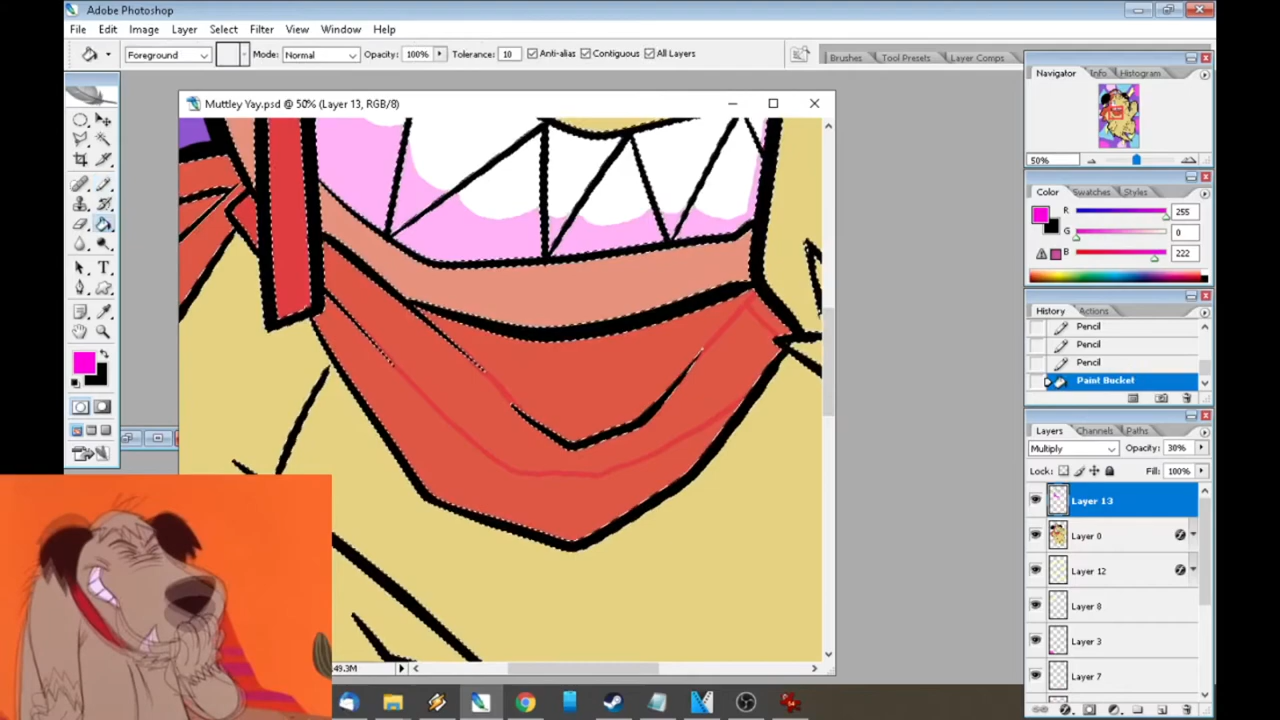 Adobe Photoshop
File Edit Image Layer Select Filter View Window Help
Foreground Mode: Normal Opacity: 100% Tolerance: 10 Anti-alias Contiguous All Layers
Brushes Tool Presets Layer Comps
Muttley Yay.psd @ 50% (Layer 13, RGB/8)
Navigator Info Histogram
50%
Color Swatches Styles
R 255
G 0
B 222
History Actions
Pencil
Pencil
Pencil
Paint Bucket
Layers Channels Paths
Multiply Opacity: 30%
Lock: Fill: 100%
Layer 13
Layer 0
Layer 12
Layer 8
Layer 3
Layer 7
49.3M